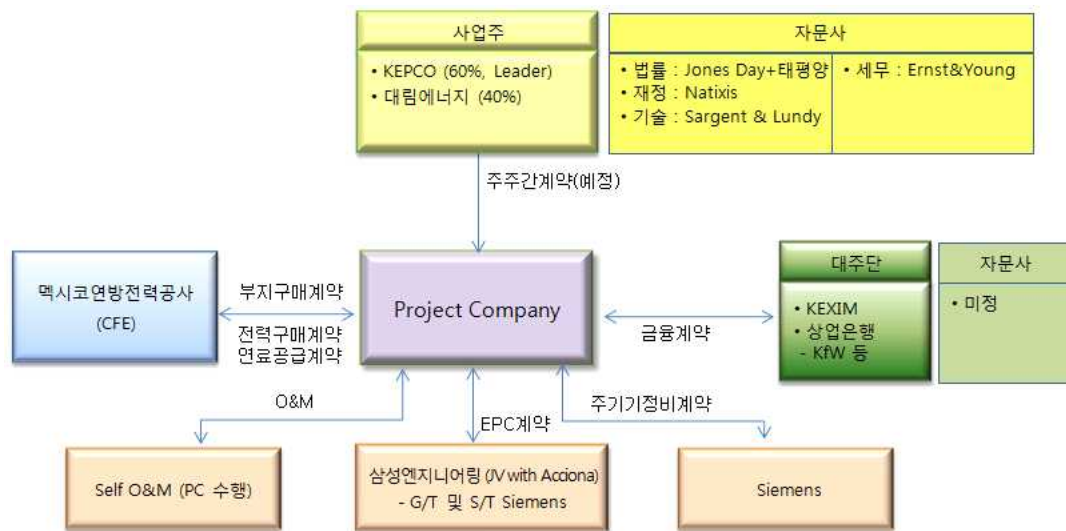 사업주
• KEPCO (60%, Leader)
• 대림에너지 (40%)
자문사
• 법률 : Jones Day+태평양
• 재정 : Natixis
• 기술 : Sargent & Lundy
• 세무 : Ernst&Young
주주간계약(예정)
멕시코연방전력공사
(CFE)
부지구매계약
전력구매계약
연료공급계약
Project Company
금융계약
대주단
• KEXIM
• 상업은행
- KfW 등
자문사
• 미정
O&M
EPC계약
주기기정비계약
Self O&M (PC 수행)
삼성엔지니어링 (JV with Acciona)
- G/T 및 S/T Siemens
Siemens